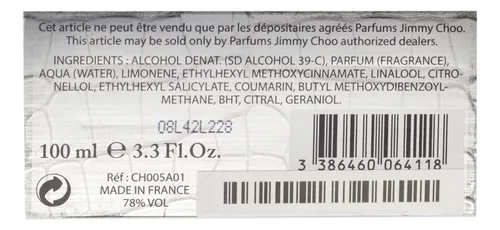 Cet article ne peut être vendu que par les dépositaires agréés Parfums Jimmy Choo.
This article may be sold only by Parfums Jimmy Choo authorized dealers.
INGREDIENTS : ALCOHOL DENAT. (SD ALCOHOL 39-C), PARFUM (FRAGRANCE),
AQUA (WATER), LIMONENE, ETHYLHEXYL METHOXYCINNAMATE, LINALOOL, CITRO-
NELLOL, ETHYLHEXYL SALICYLATE, COUMARIN, BUTYL METHOXYDIBENZOYL-
METHANE, BHT, CITRAL, GERANIOL.
08L42L228
100 ml ℮ 3.3 Fl.Oz.
3 386460 064118
Réf : CH005A01
MADE IN FRANCE
78% VOL